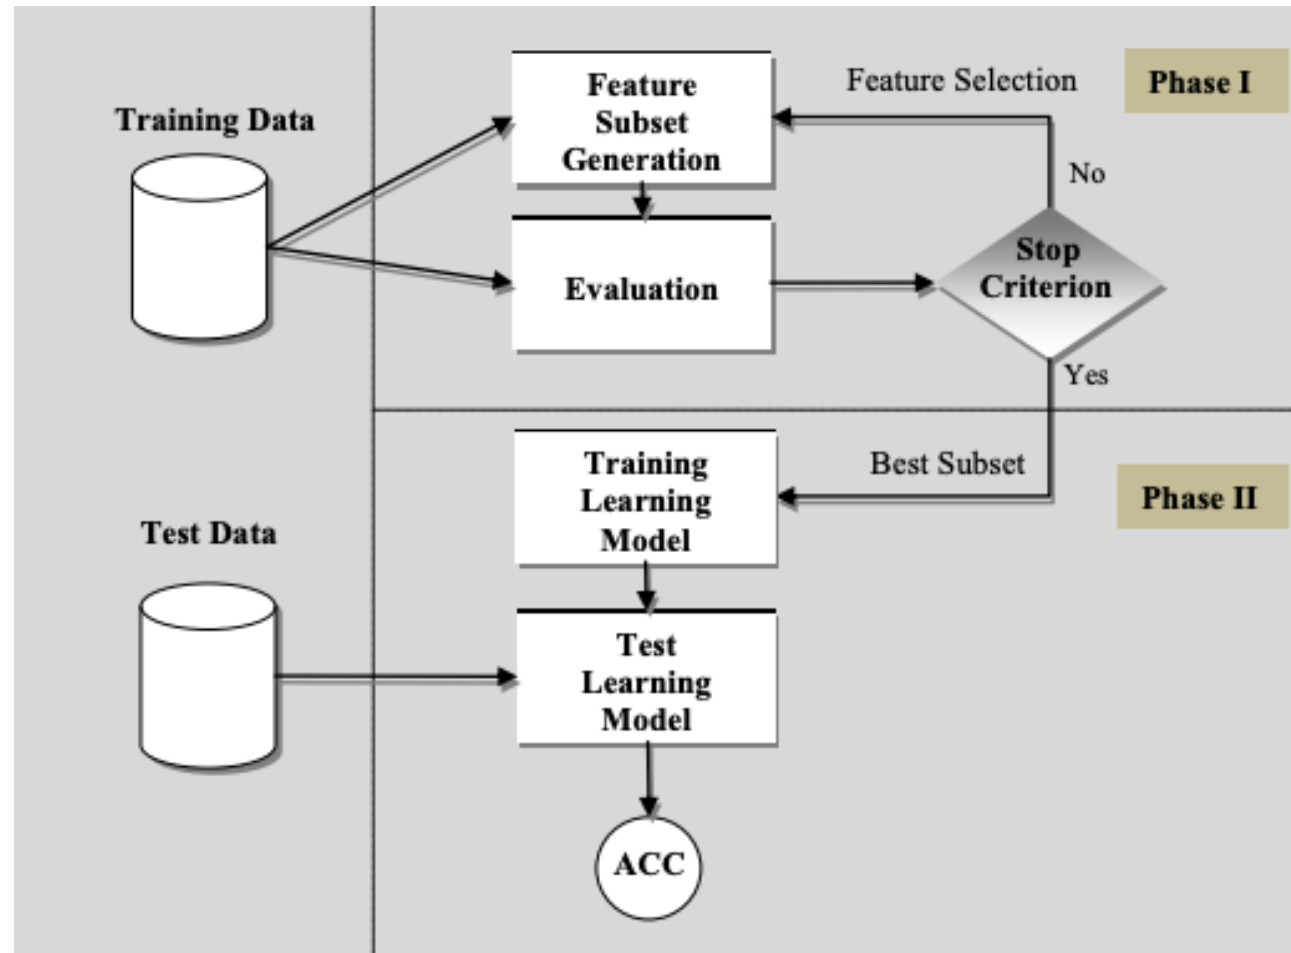 Training Data
Feature
Subset
Generation
Feature Selection
Phase I
No
Evaluation
Stop
Criterion
Yes
Training
Learning
Model
Best Subset
Phase II
Test Data
Test
Learning
Model
ACC